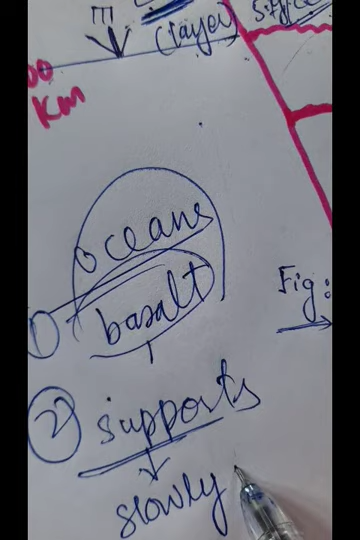 (layer)
Km
Oceans
1) basalt
Fig:
2) supports
slowly